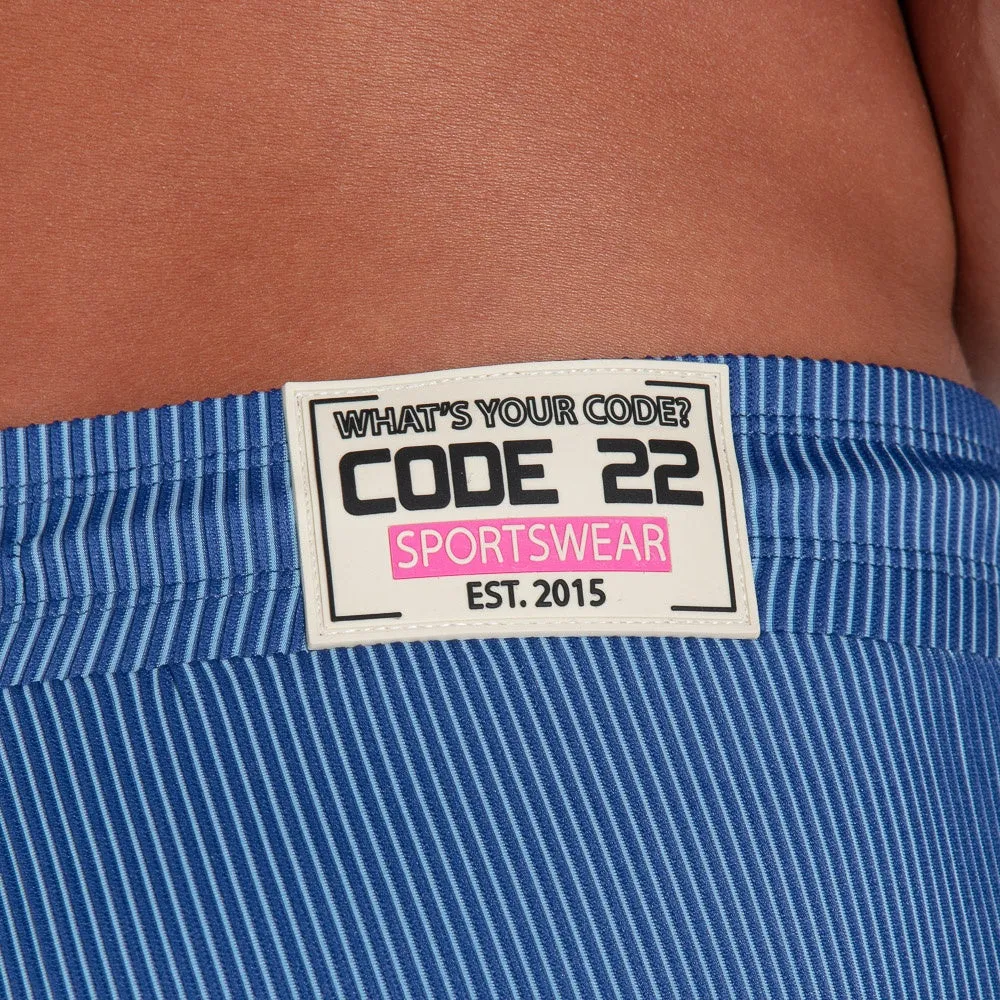 WHAT'S YOUR CODE?
CODE 22
SPORTSWEAR
EST. 2015